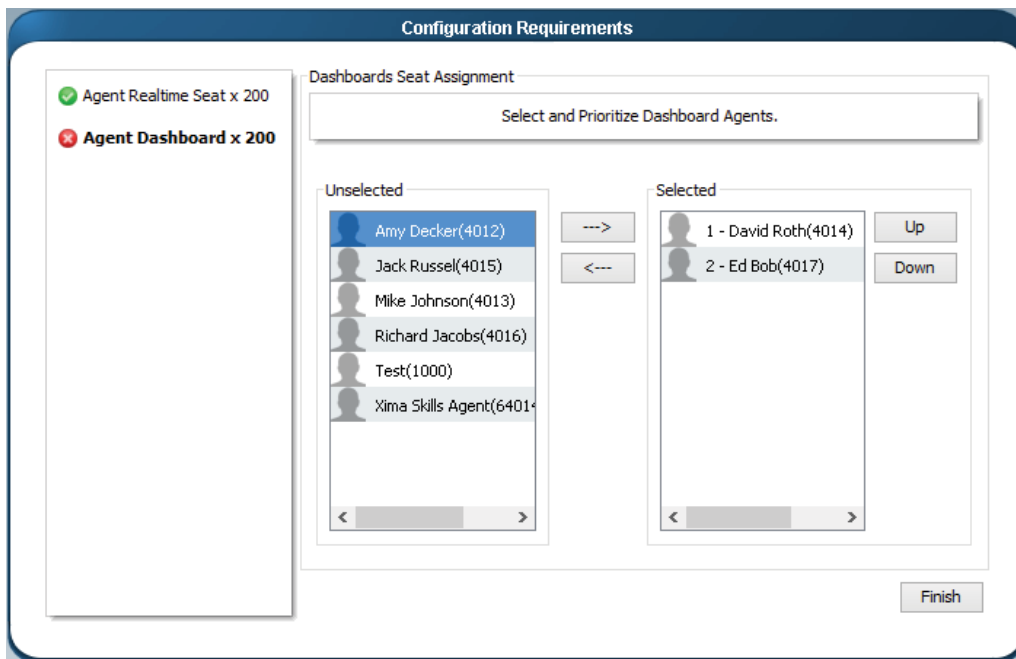 Configuration Requirements
Agent Realtime Seat x 200
Agent Dashboard x 200
Dashboards Seat Assignment
Select and Prioritize Dashboard Agents.
Unselected
Amy Decker(4012)
Jack Russel(4015)
Mike Johnson(4013)
Richard Jacobs(4016)
Test(1000)
Xima Skills Agent(64014
--->
<---
Selected
1 - David Roth(4014)
2 - Ed Bob(4017)
Up
Down
Finish